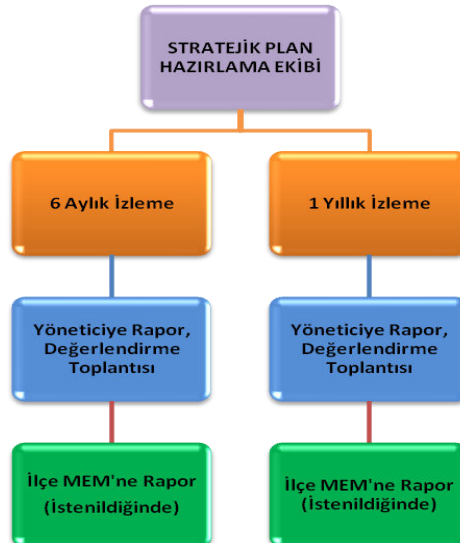 STRATEJİK PLAN
HAZIRLAMA EKİBİ
6 Aylık İzleme
1 Yıllık İzleme
Yöneticiye Rapor,
Değerlendirme
Toplantısı
Yöneticiye Rapor,
Değerlendirme
Toplantısı
İlçe MEM'ne Rapor
(İstenildiğinde)
İlçe MEM'ne Rapor
(İstenildiğinde)